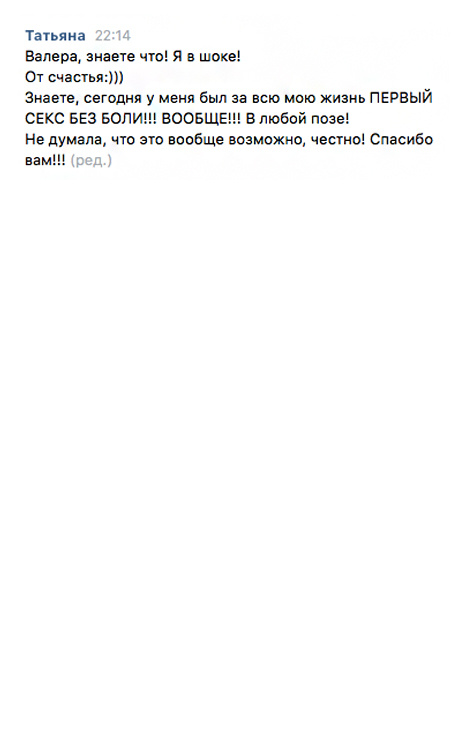 Татьяна 22:14
Валера, знаете что! Я в шоке!
От счастья:)))
Знаете, сегодня у меня был за всю мою жизнь ПЕРВЫЙ
СЕКС БЕЗ БОЛИ!!! ВООБЩЕ!!! В любой позе!
Не думала, что это вообще возможно, честно! Спасибо
вам!!! (ред.)